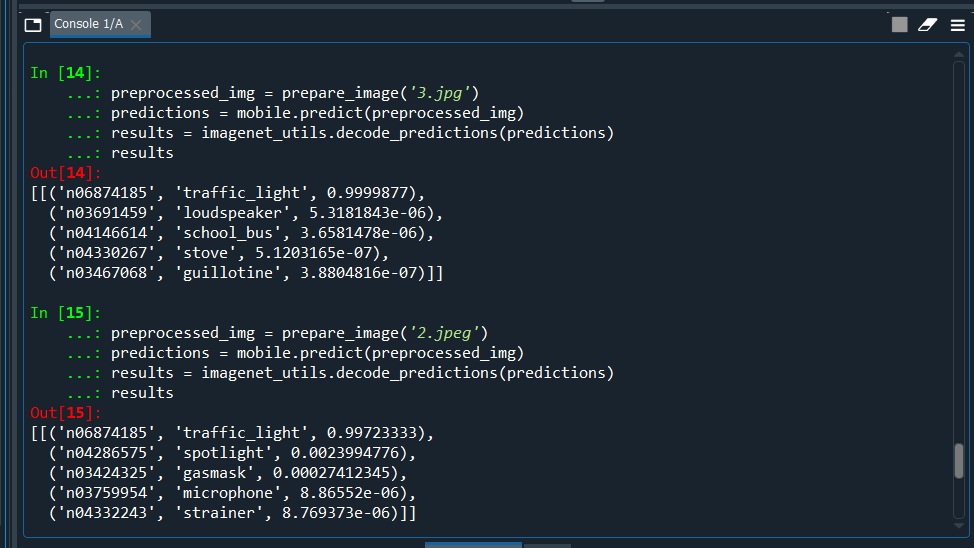 Console 1/A
In [14]:
...: preprocessed_img = prepare_image('3.jpg')
...: predictions = mobile.predict(preprocessed_img)
...: results = imagenet_utils.decode_predictions(predictions)
...: results
Out[14]:
[[('n06874185', 'traffic_light', 0.9999877),
('n03691459', 'loudspeaker', 5.3181843e-06),
('n04146614', 'school_bus', 3.6581478e-06),
('n04330267', 'stove', 5.1203165e-07),
('n03467068', 'guillotine', 3.8804816e-07)]]
In [15]:
...: preprocessed_img = prepare_image('2.jpeg')
...: predictions = mobile.predict(preprocessed_img)
...: results = imagenet_utils.decode_predictions(predictions)
...: results
Out[15]:
[[('n06874185', 'traffic_light', 0.99723333),
('n04286575', 'spotlight', 0.0023994776),
('n03424325', 'gasmask', 0.00027412345),
('n03759954', 'microphone', 8.86552e-06),
('n04332243', 'strainer', 8.769373e-06)]]